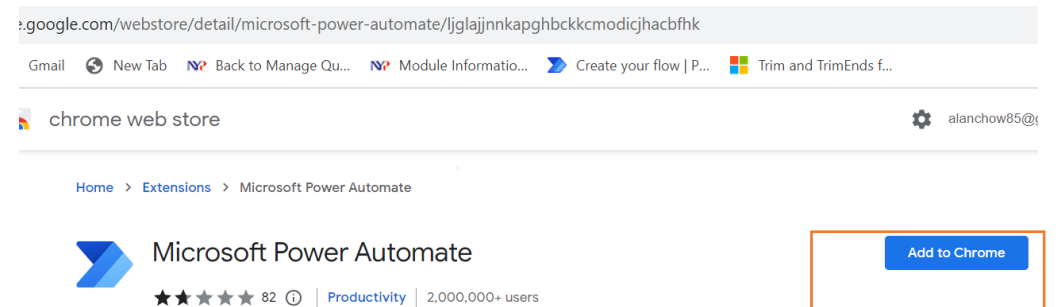 e.google.com/webstore/detail/microsoft-power-automate/ljglajjnnkapghbckkcmodicjhacbfhk
Gmail New Tab NYP Back to Manage Qu... NYP Module Informatio... Create your flow | P... Trim and TrimEnds f...
chrome web store alanchow85@g
Home > Extensions > Microsoft Power Automate
Microsoft Power Automate Add to Chrome
82 Productivity 2,000,000+ users